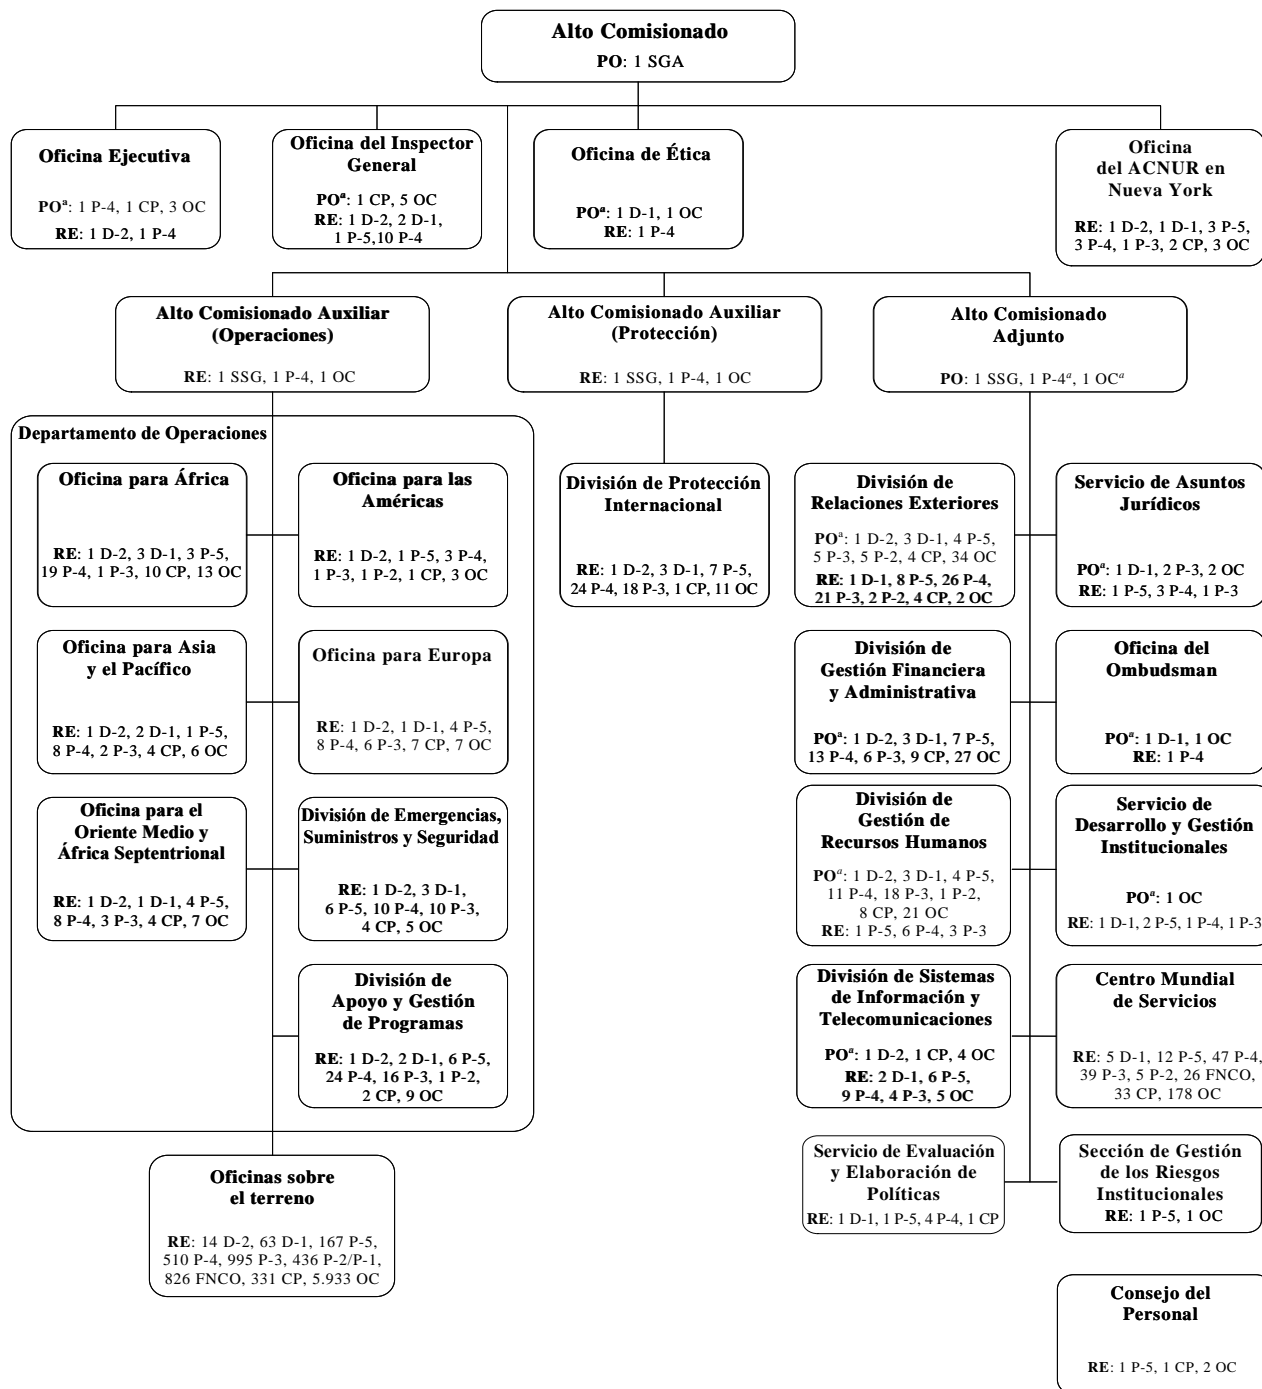 Alto Comisionado
PO: 1 SGA
Oficina Ejecutiva
POᵃ: 1 P-4, 1 CP, 3 OC
RE: 1 D-2, 1 P-4
Oficina del Inspector
General
POᵃ: 1 CP, 5 OC
RE: 1 D-2, 2 D-1,
1 P-5,10 P-4
Oficina de Ética
POᵃ: 1 D-1, 1 OC
RE: 1 P-4
Oficina
del ACNUR en
Nueva York
RE: 1 D-2, 1 D-1, 3 P-5,
3 P-4, 1 P-3, 2 CP, 3 OC
Alto Comisionado Auxiliar
(Operaciones)
RE: 1 SSG, 1 P-4, 1 OC
Alto Comisionado Auxiliar
(Protección)
RE: 1 SSG, 1 P-4, 1 OC
Alto Comisionado
Adjunto
PO: 1 SSG, 1 P-4ᵃ, 1 OCᵃ
Departamento de Operaciones
Oficina para África
RE: 1 D-2, 3 D-1, 3 P-5,
19 P-4, 1 P-3, 10 CP, 13 OC
Oficina para las
Américas
RE: 1 D-2, 1 P-5, 3 P-4,
1 P-3, 1 P-2, 1 CP, 3 OC
Oficina para Asia
y el Pacífico
RE: 1 D-2, 2 D-1, 1 P-5,
8 P-4, 2 P-3, 4 CP, 6 OC
Oficina para Europa
RE: 1 D-2, 1 D-1, 4 P-5,
8 P-4, 6 P-3, 7 CP, 7 OC
Oficina para el
Oriente Medio y
África Septentrional
RE: 1 D-2, 1 D-1, 4 P-5,
8 P-4, 3 P-3, 4 CP, 7 OC
División de Emergencias,
Suministros y Seguridad
RE: 1 D-2, 3 D-1,
6 P-5, 10 P-4, 10 P-3,
4 CP, 5 OC
División de
Apoyo y Gestión
de Programas
RE: 1 D-2, 2 D-1, 6 P-5,
24 P-4, 16 P-3, 1 P-2,
2 CP, 9 OC
Oficinas sobre
el terreno
RE: 14 D-2, 63 D-1, 167 P-5,
510 P-4, 995 P-3, 436 P-2/P-1,
826 FNCO, 331 CP, 5.933 OC
División de Protección
Internacional
RE: 1 D-2, 3 D-1, 7 P-5,
24 P-4, 18 P-3, 1 CP, 11 OC
División de
Relaciones Exteriores
POᵃ: 1 D-2, 3 D-1, 4 P-5,
5 P-3, 5 P-2, 4 CP, 34 OC
RE: 1 D-1, 8 P-5, 26 P-4,
21 P-3, 2 P-2, 4 CP, 2 OC
Servicio de Asuntos
Jurídicos
POᵃ: 1 D-1, 2 P-3, 2 OC
RE: 1 P-5, 3 P-4, 1 P-3
División de
Gestión Financiera
y Administrativa
POᵃ: 1 D-2, 3 D-1, 7 P-5,
13 P-4, 6 P-3, 9 CP, 27 OC
Oficina del
Ombudsman
POᵃ: 1 D-1, 1 OC
RE: 1 P-4
División de
Gestión de
Recursos Humanos
POᵃ: 1 D-2, 3 D-1, 4 P-5,
11 P-4, 18 P-3, 1 P-2,
8 CP, 21 OC
RE: 1 P-5, 6 P-4, 3 P-3
Servicio de
Desarrollo y Gestión
Institucionales
POᵃ: 1 OC
RE: 1 D-1, 2 P-5, 1 P-4, 1 P-3
División de Sistemas
de Información y
Telecomunicaciones
POᵃ: 1 D-2, 1 CP, 4 OC
RE: 2 D-1, 6 P-5,
9 P-4, 4 P-3, 5 OC
Centro Mundial
de Servicios
RE: 5 D-1, 12 P-5, 47 P-4,
39 P-3, 5 P-2, 26 FNCO,
33 CP, 178 OC
Servicio de Evaluación
y Elaboración de
Políticas
RE: 1 D-1, 1 P-5, 4 P-4, 1 CP
Sección de Gestión
de los Riesgos
Institucionales
RE: 1 P-5, 1 OC
Consejo del
Personal
RE: 1 P-5, 1 CP, 2 OC